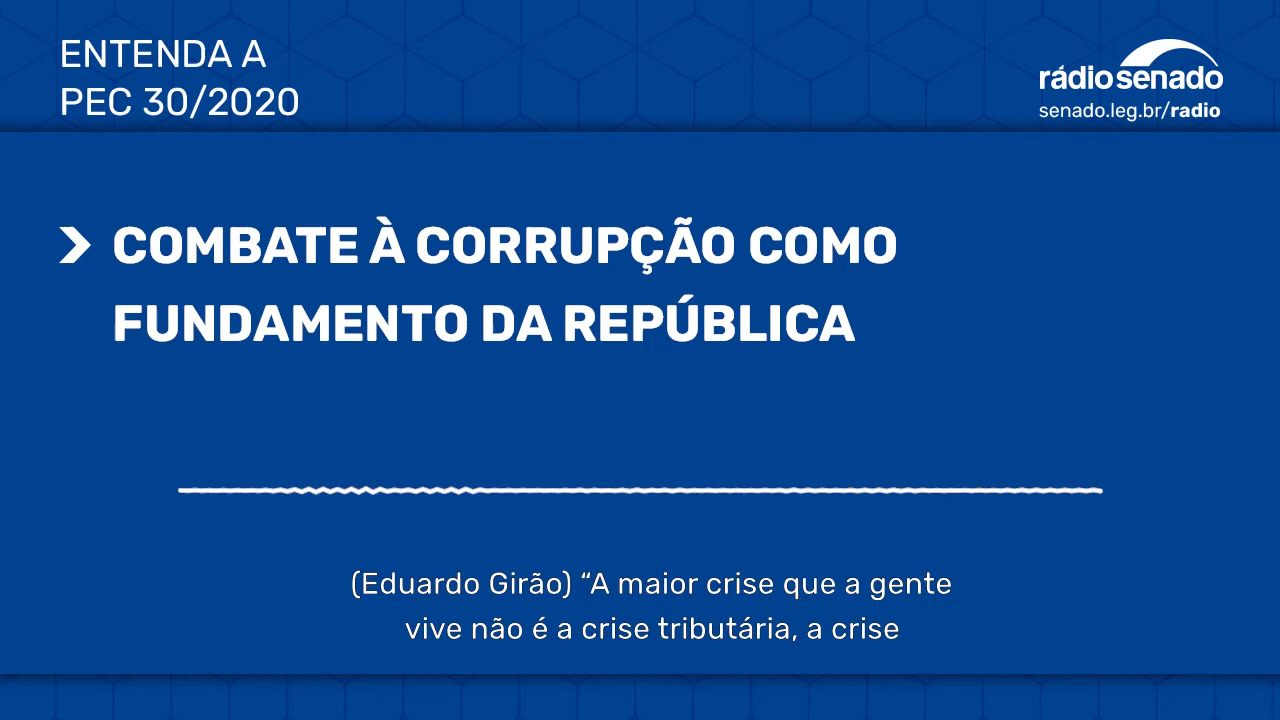 ENTENDA A
PEC 30/2020
rádio senado
senado.leg.br/radio
COMBATE À CORRUPÇÃO COMO
FUNDAMENTO DA REPÚBLICA
(Eduardo Girão) “A maior crise que a gente
vive não é a crise tributária, a crise